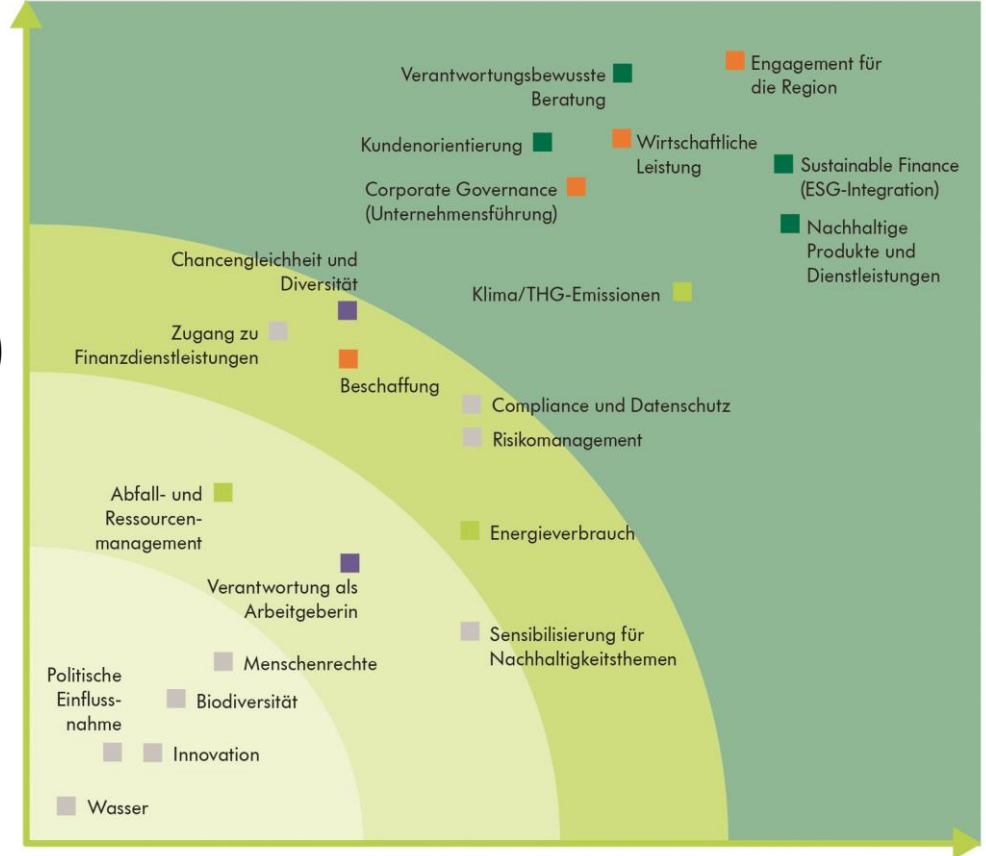 Verantwortungsbewusste
Beratung
Engagement für
die Region
Kundenorientierung
Wirtschaftliche
Leistung
Sustainable Finance
(ESG-Integration)
Corporate Governance
(Unternehmensführung)
Nachhaltige
Produkte und
Dienstleistungen
Chancengleichheit und
Diversität
Klima/THG-Emissionen
Zugang zu
Finanzdienstleistungen
Beschaffung
Compliance und Datenschutz
Risikomanagement
Abfall- und
Ressourcen-
management
Energieverbrauch
Verantwortung als
Arbeitgeberin
Sensibilisierung für
Nachhaltigkeitsthemen
Menschenrechte
Politische
Einfluss-
nahme
Biodiversität
Innovation
Wasser